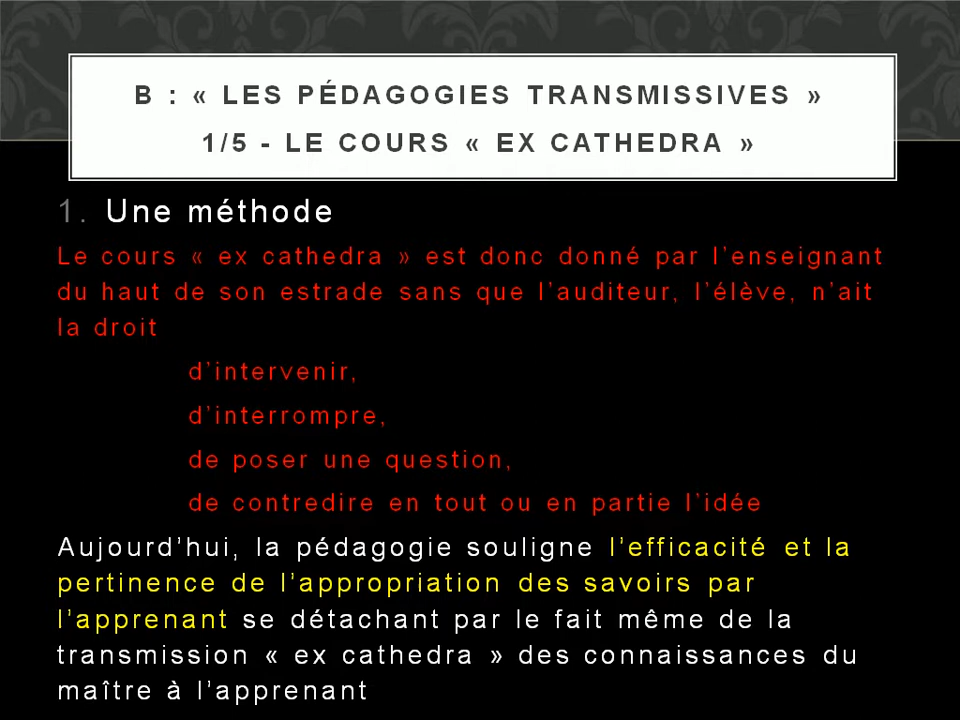 B : « LES PÉDAGOGIES TRANSMISSIVES »
1/5 - LE COURS « EX CATHEDRA »
1. Une méthode
Le cours « ex cathedra » est donc donné par l’enseignant
du haut de son estrade sans que l’auditeur, l’élève, n’ait
la droit
d’intervenir,
d’interrompre,
de poser une question,
de contredire en tout ou en partie l’idée
Aujourd’hui, la pédagogie souligne l’efficacité et la
pertinence de l’appropriation des savoirs par
l’apprenant se détachant par le fait même de la
transmission « ex cathedra » des connaissances du
maître à l’apprenant